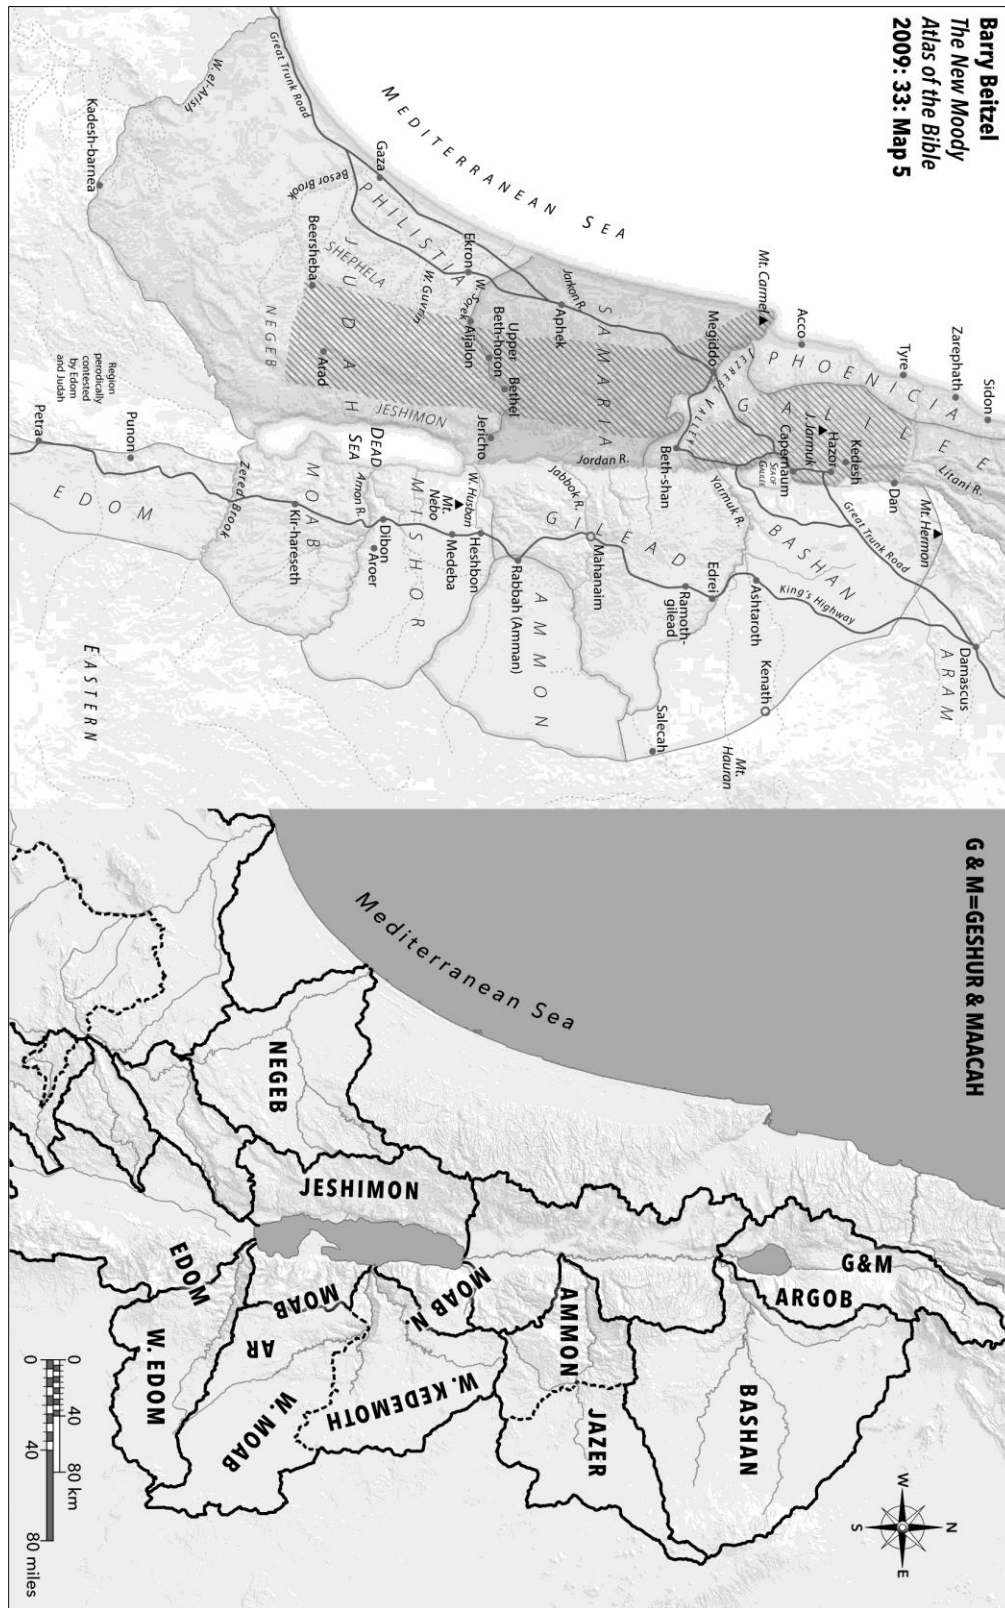 Barry Beitzel
The New Moody
Atlas of the Bible
2009: 33: Map 5
Sidon
Zarephath
Tyre
PHOENICIA
Litani R.
Dan
Mt. Hermon
Damascus
ARAM
Acco
Mt. Carmel
GALILEE
Kedesh
Hazor
J. Jarmuk
Capernaum
SEA OF
GALILEE
Great Trunk Road
BASHAN
King's Highway
Megiddo
JEZREEL VALLEY
Yarmuk R.
Ashtaroth
Kenath
Mt.
Hauran
Beth-shan
Edrei
Ramoth-
gilead
Salecah
MEDITERRANEAN SEA
SAMARIA
Jordan R.
GILEAD
Aphek
Jarkon R.
Jabbok R.
Mahanaim
Upper
Beth-horon
Bethel
Jericho
AMMON
Rabbah (Amman)
Ekron
W. Sorek
Aijalon
W. Husban
Heshbon
Mt.
Nebo
Medeba
W. Guvrin
PHILISTIA
Gaza
SHEPHELA
JUDAH
JESHIMON
DEAD
SEA
MISHOR
Dibon
Aroer
Arnon R.
Great Trunk Road
Besor Brook
Beersheba
Arad
MOAB
Kir-hareseth
W. el-Arish
NEGEB
Zered Brook
Kadesh-barnea
Region
perodically
contested
by Edom
and Judah
Punon
Petra
EDOM
EASTERN
G & M=GESHUR & MAACAH
Mediterranean Sea
G&M
ARGOB
BASHAN
AMMON
JAZER
MOAB N
W. KEDEMOTH
JESHIMON
NEGEB
MOAB
AR
W. MOAB
EDOM
W. EDOM
N
W
E
S
0 40 80 km
0 40 80 miles